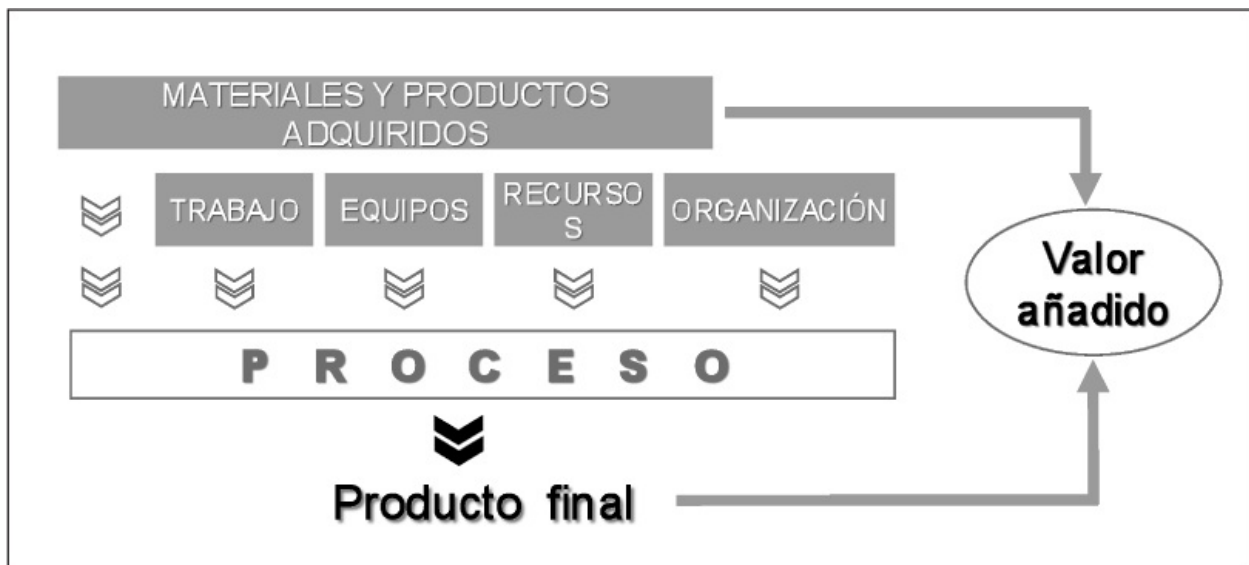 MATERIALES Y PRODUCTOS
ADQUIRIDOS
TRABAJO
EQUIPOS
RECURSO
S
ORGANIZACIÓN
Valor
añadido
P R O C E S O
Producto final